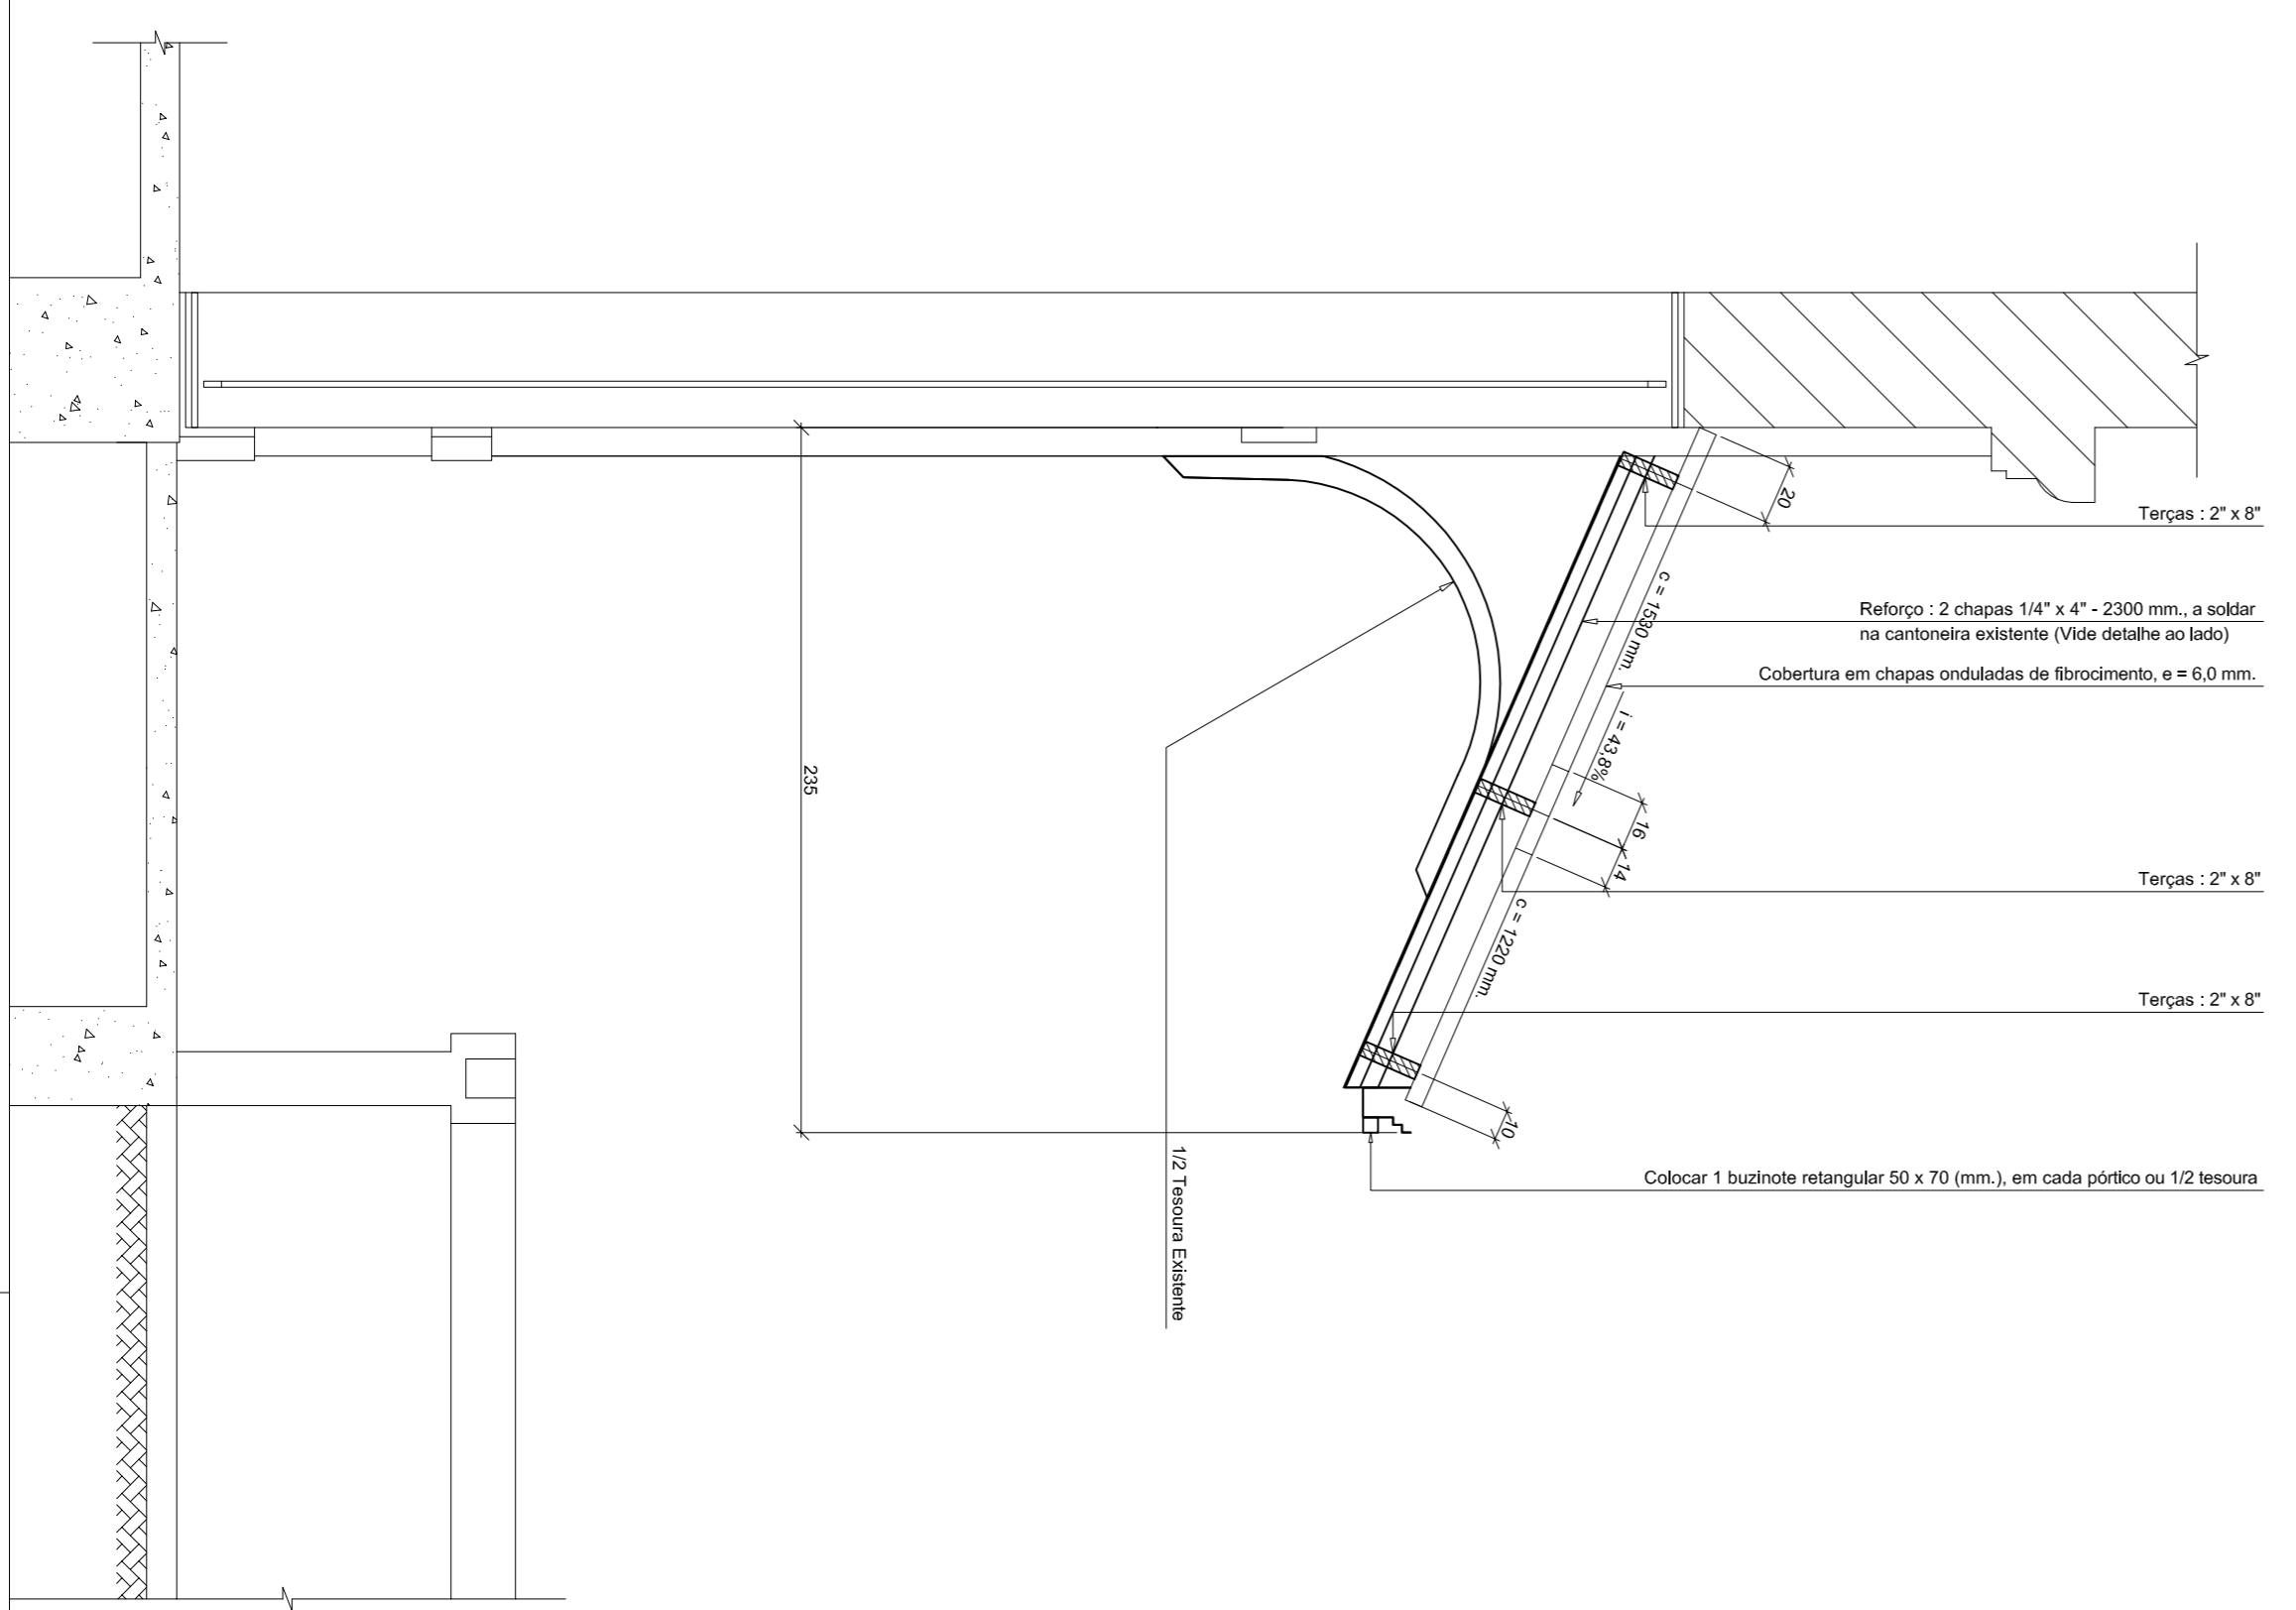 20
Terças : 2" x 8"
c = 1530 mm.
Reforço : 2 chapas 1/4" x 4" - 2300 mm., a soldar
na cantoneira existente (Vide detalhe ao lado)
Cobertura em chapas onduladas de fibrocimento, e = 6,0 mm.
i = 43,8%
235
16
14
Terças : 2" x 8"
c = 1220 mm.
Terças : 2" x 8"
10
1/2 Tesoura Existente
Colocar 1 buzinote retangular 50 x 70 (mm.), em cada pórtico ou 1/2 tesoura